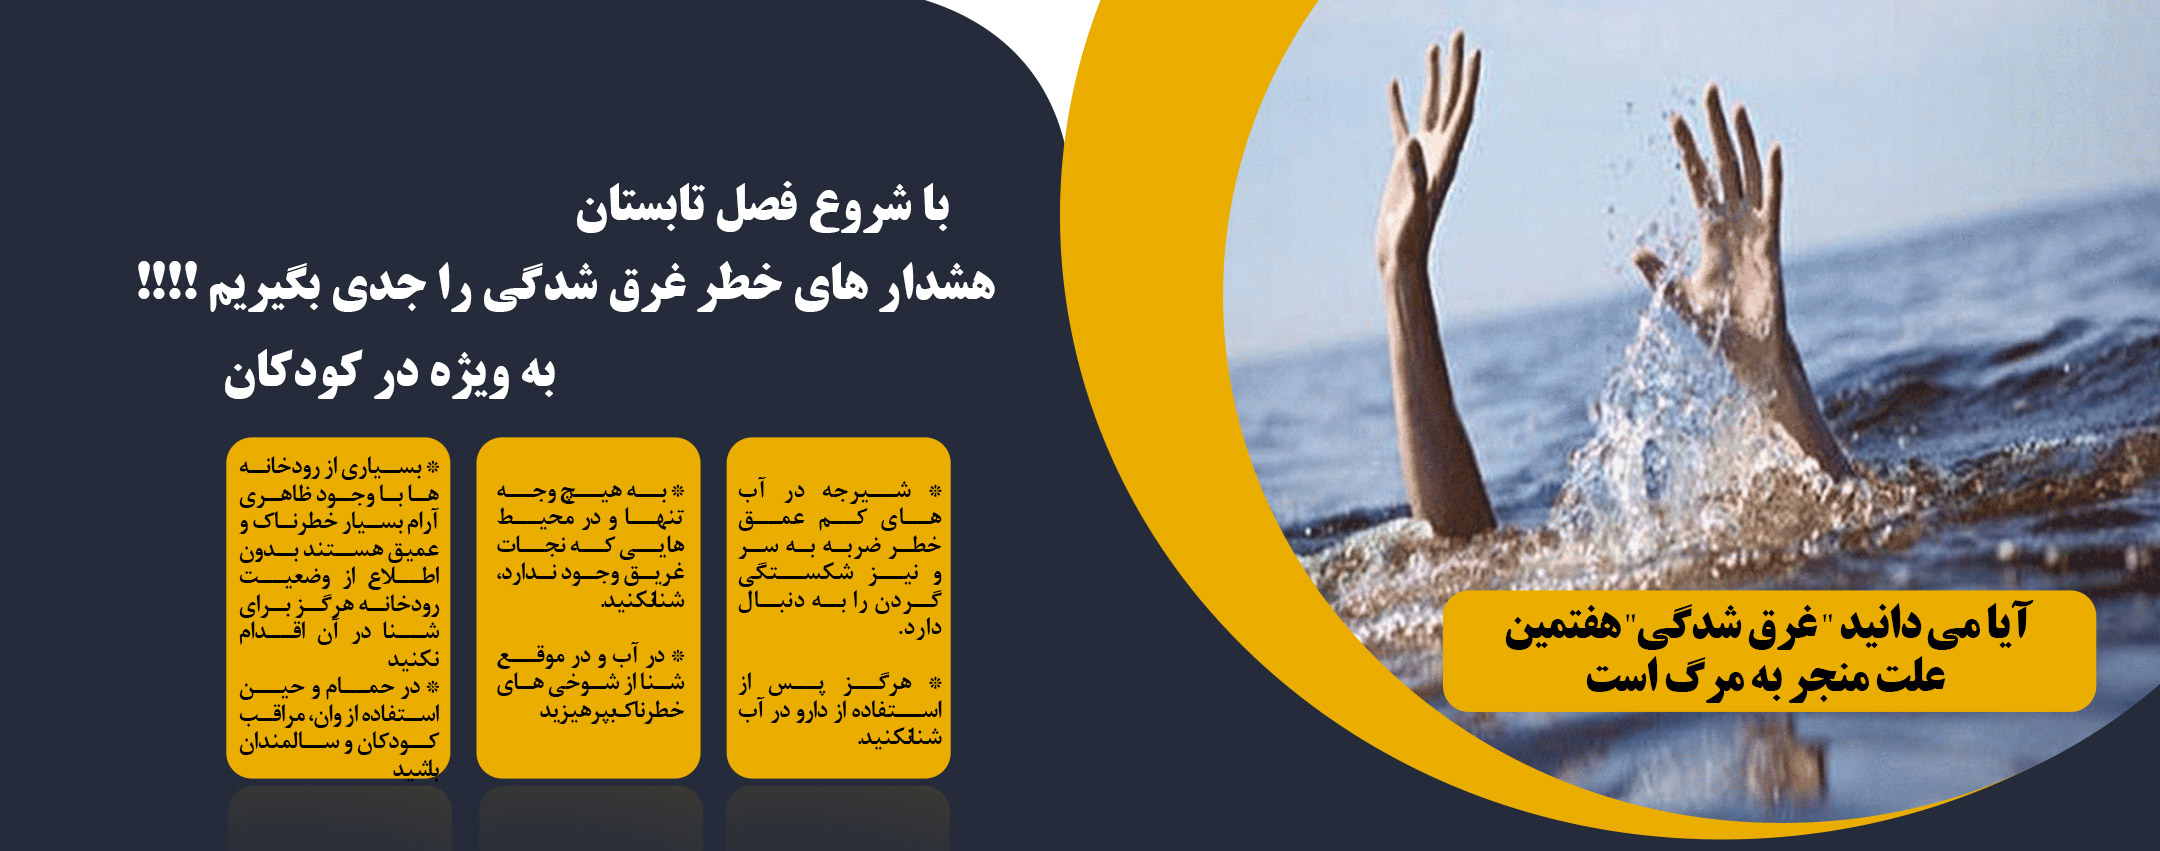 با شروع فصل تابستان
هشدار های خطر غرق شدگی را جدی بگیریم !!!!
به ویژه در کودکان
* شیرجه در آب
های کم عمق
خطر ضربه به سر
و نیز شکستگی
گردن را به دنبال
دارد.
* هرگز پس از
استفاده از دارو در آب
شنانکنید.
* به هیچ وجه
تنها و در محیط
هایی که نجات
غریق وجود ندارد،
شنانکنید.
* در آب و در موقع
شنا از شوخی های
خطرناکبپرهیزید
* بسیاری از رودخانه
ها با وجود ظاهری
آرام بسیار خطرناک و
عمیق هستند بدون
اطلاع از وضعیت
رودخانه هرگز برای
شنا در آن اقدام
نکنید
* در حمام و حین
استفاده از وان، مراقب
کودکان و سالمندان
باشید
آیا می دانید "غرق شدگی" هفتمین
علت منجر به مرگ است